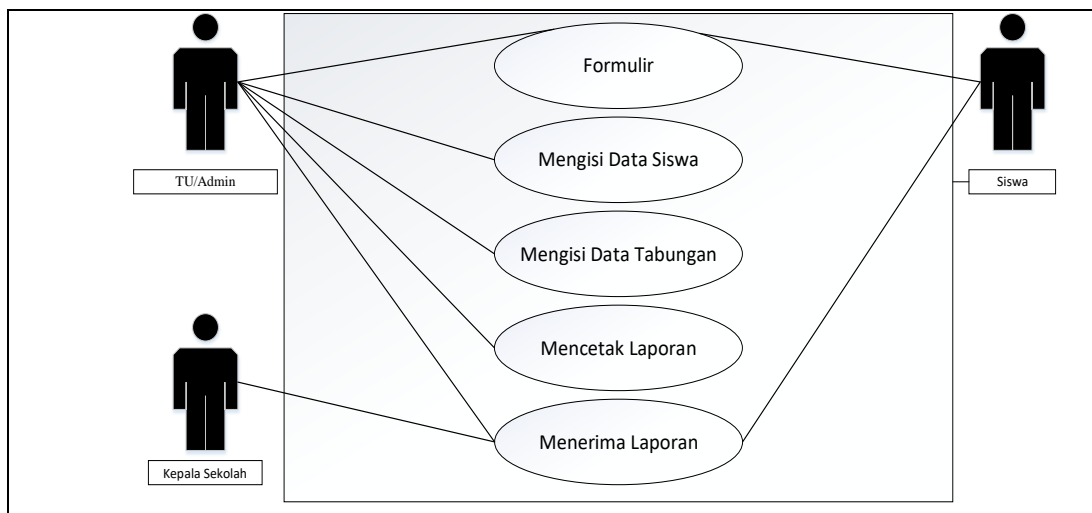 Formulir
Mengisi Data Siswa
TU/Admin
Siswa
Mengisi Data Tabungan
Mencetak Laporan
Menerima Laporan
Kepala Sekolah